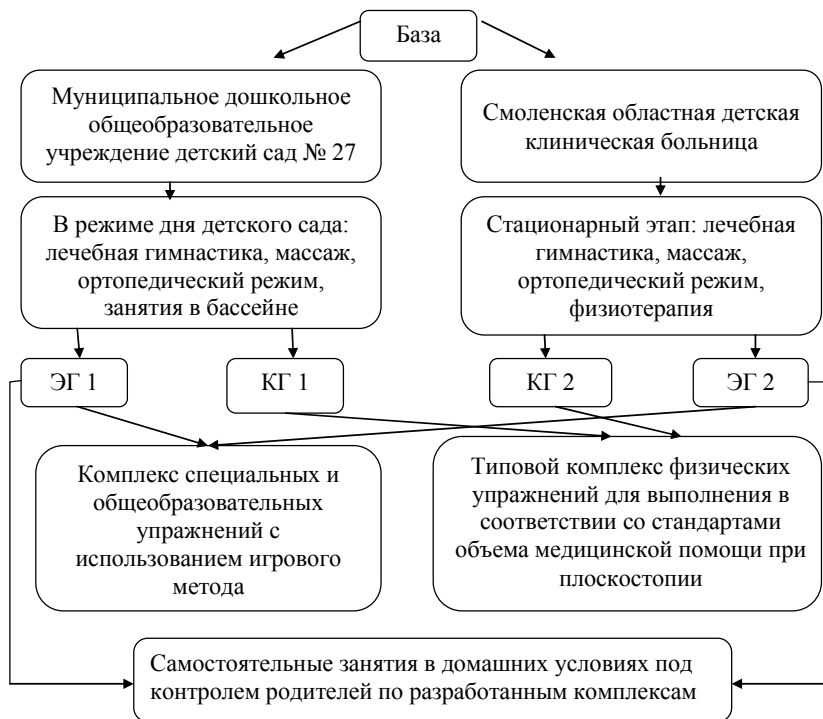 База
Муниципальное дошкольное
общеобразовательное
учреждение детский сад № 27
Смоленская областная детская
клиническая больница
В режиме дня детского сада:
лечебная гимнастика, массаж,
ортопедический режим,
занятия в бассейне
Стационарный этап: лечебная
гимнастика, массаж,
ортопедический режим,
физиотерапия
ЭГ 1
КГ 1
КГ 2
ЭГ 2
Комплекс специальных и
общеобразовательных
упражнений с
использованием игрового
метода
Типовой комплекс физических
упражнений для выполнения в
соответствии со стандартами
объема медицинской помощи при
плоскостопии
Самостоятельные занятия в домашних условиях под
контролем родителей по разработанным комплексам